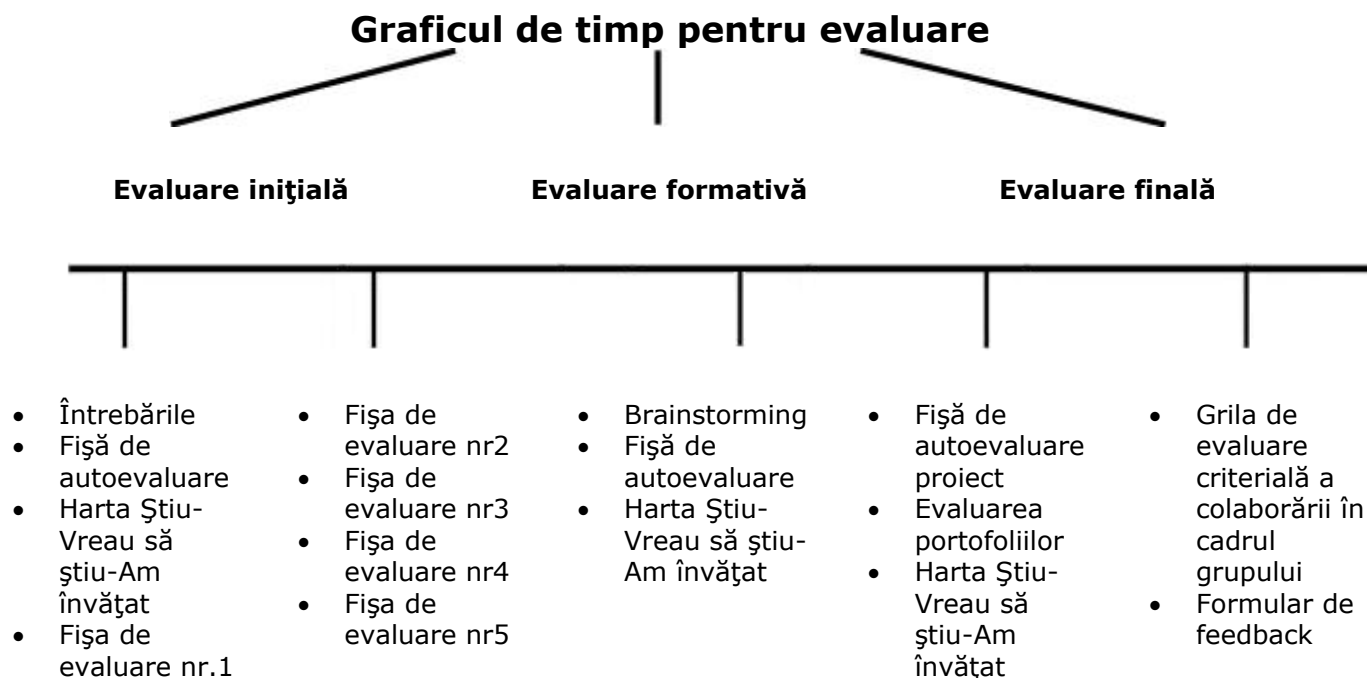 Graficul de timp pentru evaluare
Evaluare iniţială
Evaluare formativă
Evaluare finală
• Întrebările
• Fişă de
autoevaluare
• Harta Ştiu-
Vreau să
ştiu-Am
învăţat
• Fişa de
evaluare nr.1
• Fişa de
evaluare nr2
• Fişa de
evaluare nr3
• Fişa de
evaluare nr4
• Fişa de
evaluare nr5
• Brainstorming
• Fişă de
autoevaluare
• Harta Ştiu-
Vreau să ştiu-
Am învăţat
• Fişă de
autoevaluare
proiect
• Evaluarea
portofoliilor
• Harta Ştiu-
Vreau să
ştiu-Am
învăţat
• Grila de
evaluare
criterială a
colaborării în
cadrul
grupului
• Formular de
feedback